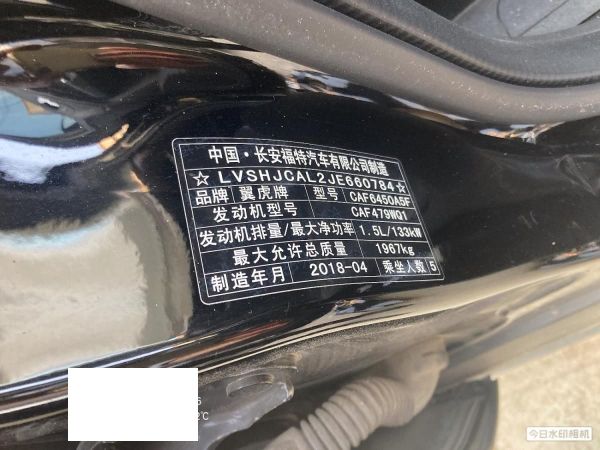 中国·长安福特汽车有限公司制造
☆LVSHJCAL2JE660784☆
品牌 翼虎牌 型号 CAF6450A5F
发动机型号 CAF479WQ1
发动机排量/最大净功率 1.5L/133kW
最大允许总质量 1967kg
制造年月 2018-04 乘坐人数 5
6
2℃
今日水印相机